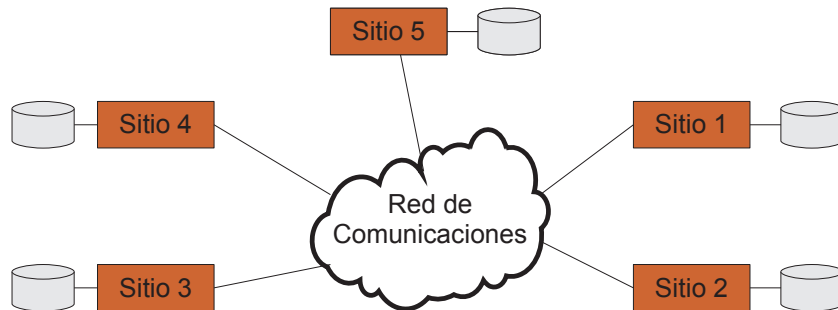 Sitio 5
Sitio 4
Sitio 1
Red de
Comunicaciones
Sitio 3
Sitio 2